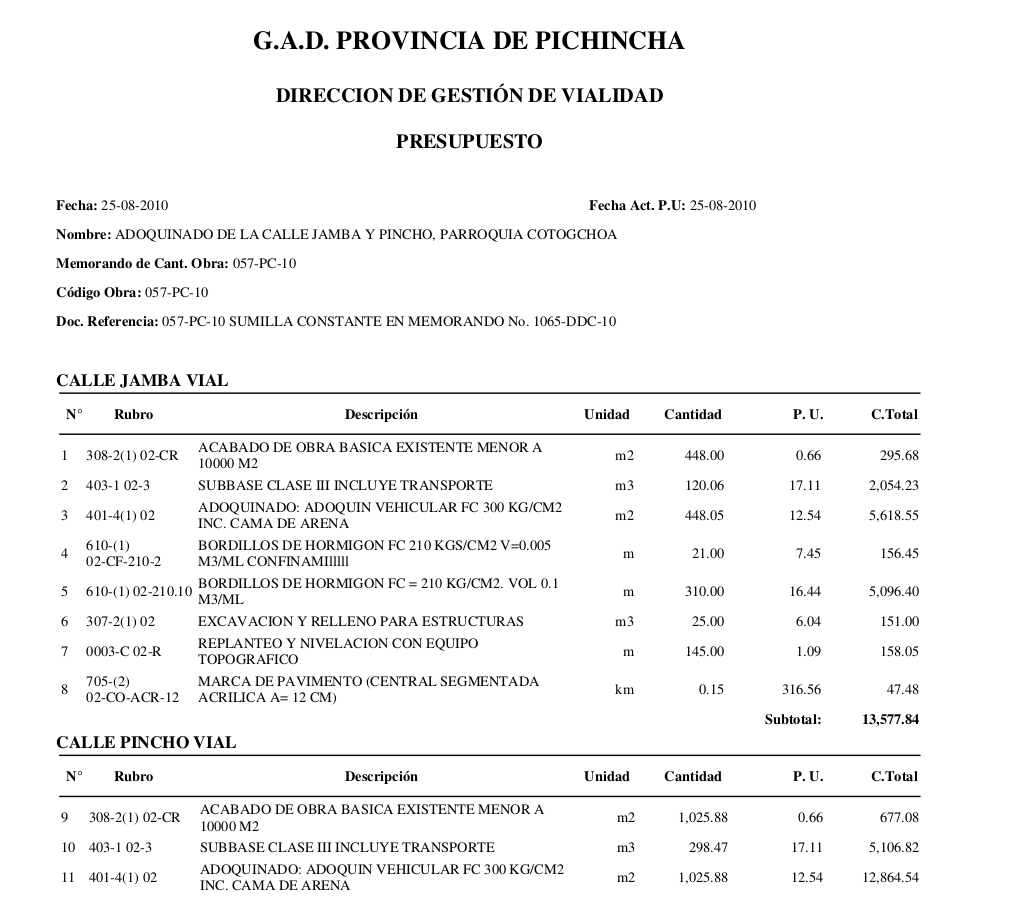 G.A.D. PROVINCIA DE PICHINCHA
DIRECCION DE GESTIÓN DE VIALIDAD
PRESUPUESTO
Fecha: 25-08-2010 Fecha Act. P.U: 25-08-2010
Nombre: ADOQUINADO DE LA CALLE JAMBA Y PINCHO, PARROQUIA COTOGCHOA
Memorando de Cant. Obra: 057-PC-10
Código Obra: 057-PC-10
Doc. Referencia: 057-PC-10 SUMILLA CONSTANTE EN MEMORANDO No. 1065-DDC-10
CALLE JAMBA VIAL
N° Rubro Descripción Unidad Cantidad P. U. C.Total
1 308-2(1) 02-CR ACABADO DE OBRA BASICA EXISTENTE MENOR A
10000 M2 m2 448.00 0.66 295.68
2 403-1 02-3 SUBBASE CLASE III INCLUYE TRANSPORTE m3 120.06 17.11 2,054.23
3 401-4(1) 02 ADOQUINADO: ADOQUIN VEHICULAR FC 300 KG/CM2
INC. CAMA DE ARENA m2 448.05 12.54 5,618.55
4 610-(1) BORDILLOS DE HORMIGON FC 210 KGS/CM2 V=0.005
02-CF-210-2 M3/ML CONFINAMIIIIII m 21.00 7.45 156.45
5 610-(1) 02-210.10 BORDILLOS DE HORMIGON FC = 210 KG/CM2. VOL 0.1
M3/ML m 310.00 16.44 5,096.40
6 307-2(1) 02 EXCAVACION Y RELLENO PARA ESTRUCTURAS m3 25.00 6.04 151.00
7 0003-C 02-R REPLANTEO Y NIVELACION CON EQUIPO
TOPOGRAFICO m 145.00 1.09 158.05
8 705-(2) MARCA DE PAVIMENTO (CENTRAL SEGMENTADA
02-CO-ACR-12 ACRILICA A= 12 CM) km 0.15 316.56 47.48
Subtotal: 13,577.84
CALLE PINCHO VIAL
N° Rubro Descripción Unidad Cantidad P. U. C.Total
9 308-2(1) 02-CR ACABADO DE OBRA BASICA EXISTENTE MENOR A
10000 M2 m2 1,025.88 0.66 677.08
10 403-1 02-3 SUBBASE CLASE III INCLUYE TRANSPORTE m3 298.47 17.11 5,106.82
11 401-4(1) 02 ADOQUINADO: ADOQUIN VEHICULAR FC 300 KG/CM2
INC. CAMA DE ARENA m2 1,025.88 12.54 12,864.54